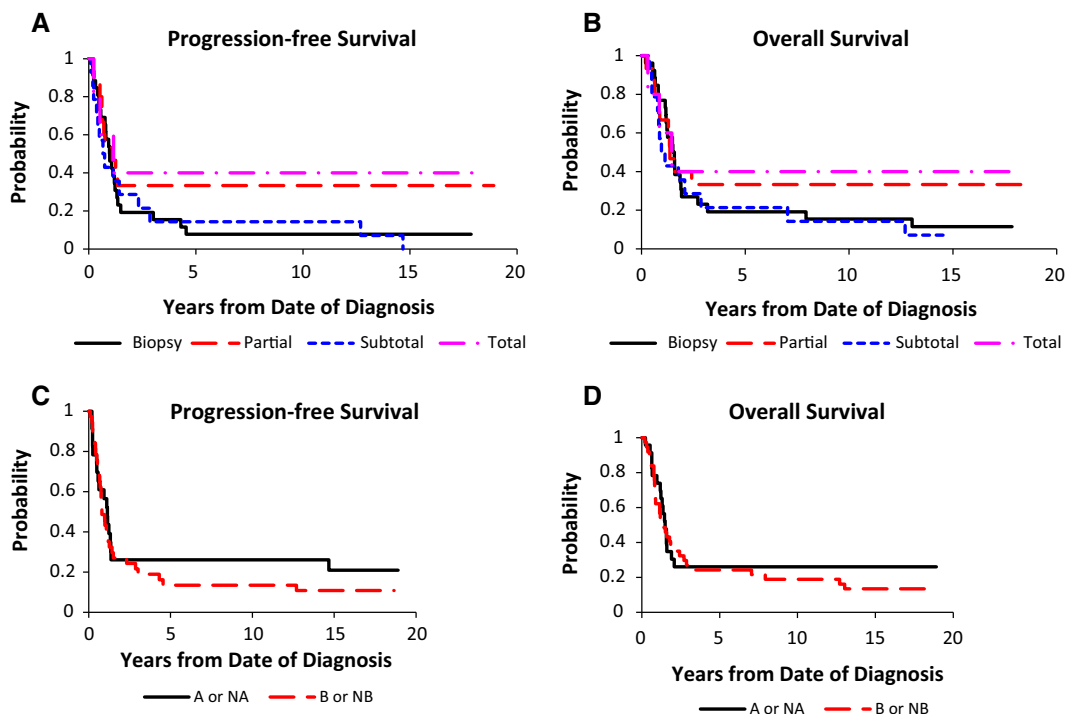 A
Progression-free Survival
Probability
1
0.8
0.6
0.4
0.2
0
0 5 10 15 20
Years from Date of Diagnosis
Biopsy Partial Subtotal Total
B
Overall Survival
Probability
1
0.8
0.6
0.4
0.2
0
0 5 10 15 20
Years from Date of Diagnosis
Biopsy Partial Subtotal Total
C
Progression-free Survival
Probability
1
0.8
0.6
0.4
0.2
0
0 5 10 15 20
Years from Date of Diagnosis
A or NA B or NB
D
Overall Survival
Probability
1
0.8
0.6
0.4
0.2
0
0 5 10 15 20
Years from Date of Diagnosis
A or NA B or NB